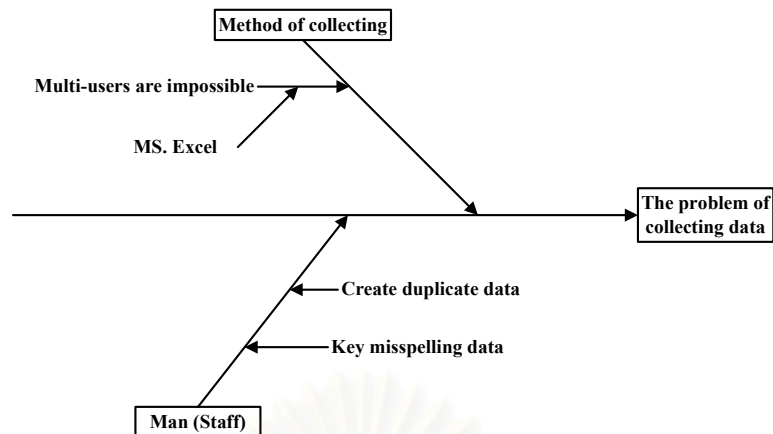 Method of collecting
Multi-users are impossible
MS. Excel
The problem of
collecting data
Create duplicate data
Key misspelling data
Man (Staff)